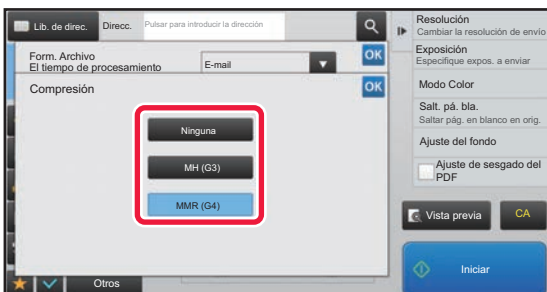 Lib. de direc.
Direcc.
Pulsar para introducir la dirección
Form. Archivo
El tiempo de procesamiento
E-mail
OK
Compresión
OK
Ninguna
MH (G3)
MMR (G4)
Otros
Resolución
Cambiar la resolución de envío
Exposición
Especifique expos. a enviar
Modo Color
Salt. pá. bla.
Saltar pág. en blanco en orig.
Ajuste del fondo
Ajuste de sesgado del
PDF
Vista previa
CA
Iniciar